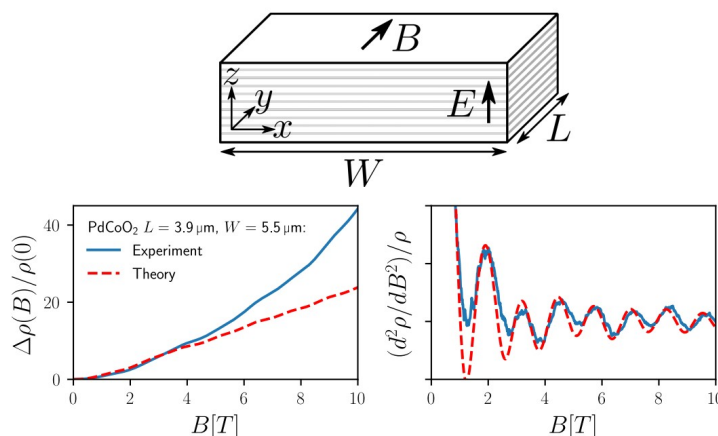 B
z
y
x
E
L
W
PdCoO₂ L = 3.9 µm, W = 5.5 µm:
Experiment
Theory
Δρ(B)/ρ(0)
40
20
0
0 2 4 6 8 10
B[T]
(d²ρ/dB²)/ρ
0 2 4 6 8 10
B[T]